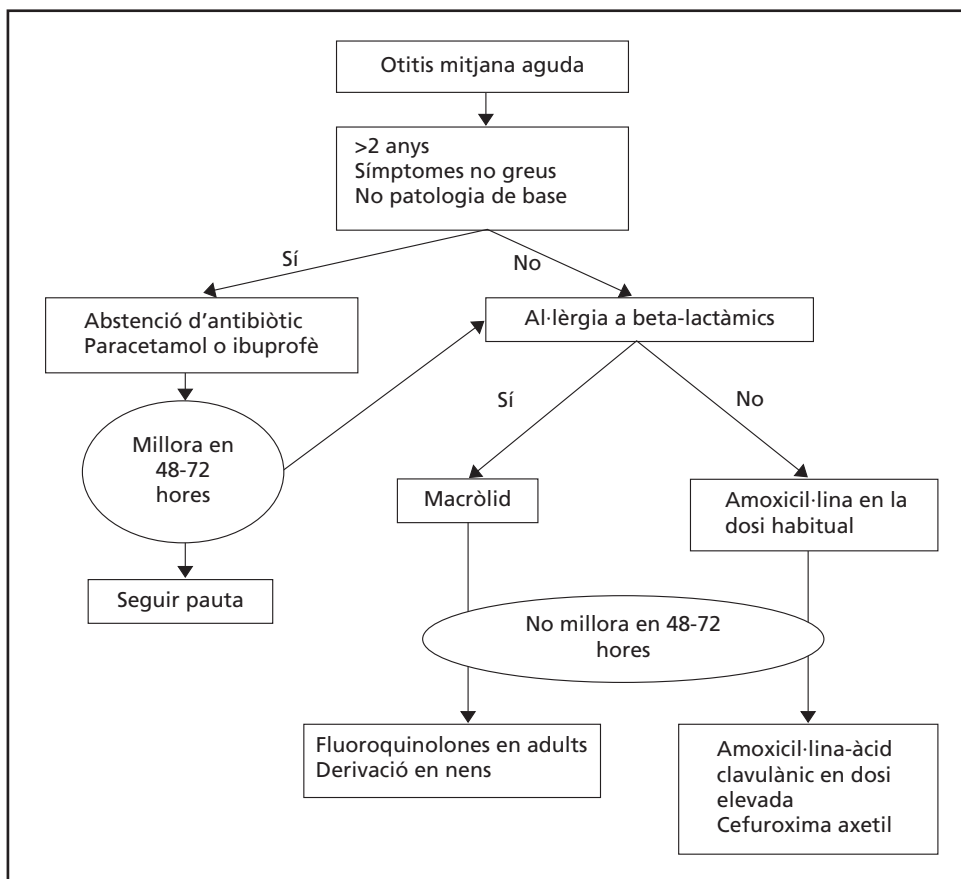 Otitis mitjana aguda
>2 anys
Símptomes no greus
No patologia de base
Sí
No
Abstenció d'antibiòtic
Paracetamol o ibuprofè
Al·lèrgia a beta-lactàmics
Sí
No
Millora en
48-72
hores
Macròlid
Amoxicil·lina en la
dosi habitual
Seguir pauta
No millora en 48-72
hores
Fluoroquinolones en adults
Derivació en nens
Amoxicil·lina-àcid
clavulànic en dosi
elevada
Cefuroxima axetil